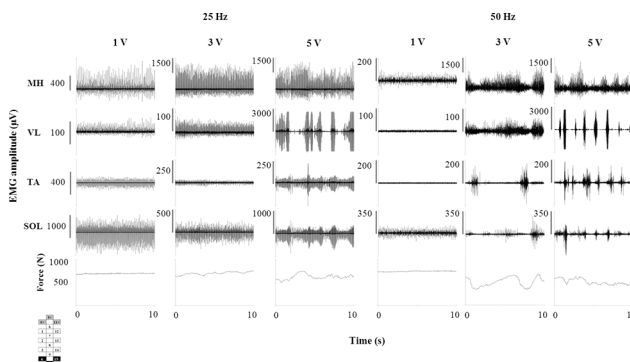 25 Hz 50 Hz
1 V 3 V 5 V 1 V 3 V 5 V
MH 400 1500 1500 200 1500 1500
VL 100 100 3000 100 100 3000
TA 400 250 250 200 200 200
SOL 1000 500 1000 350 350 350
EMG amplitude (µV)
Force (N)
1000
500
0 10 0 10 0 10 0 10 0 10 0 10
Time (s)